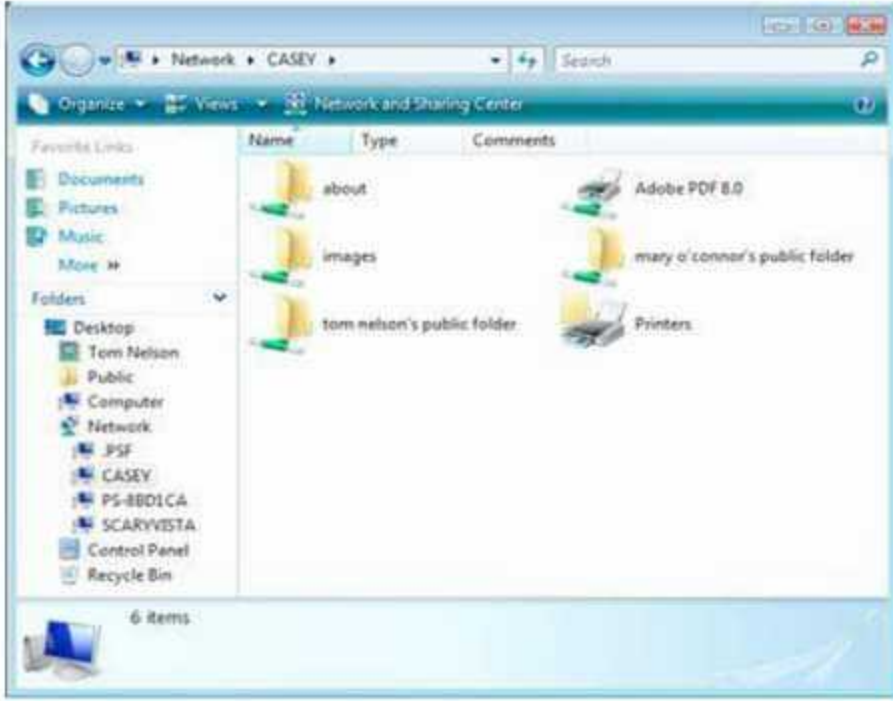 Network ▸ CASEY ▸
Search
Organize
Views
Network and Sharing Center
Favorite Links
Documents
Pictures
Music
More »
Folders
Desktop
Tom Nelson
Public
Computer
Network
.PSF
CASEY
PS-8BD1CA
SCARYVISTA
Control Panel
Recycle Bin
Name Type Comments
about
Adobe PDF 8.0
images
mary o'connor's public folder
tom nelson's public folder
Printers
6 items